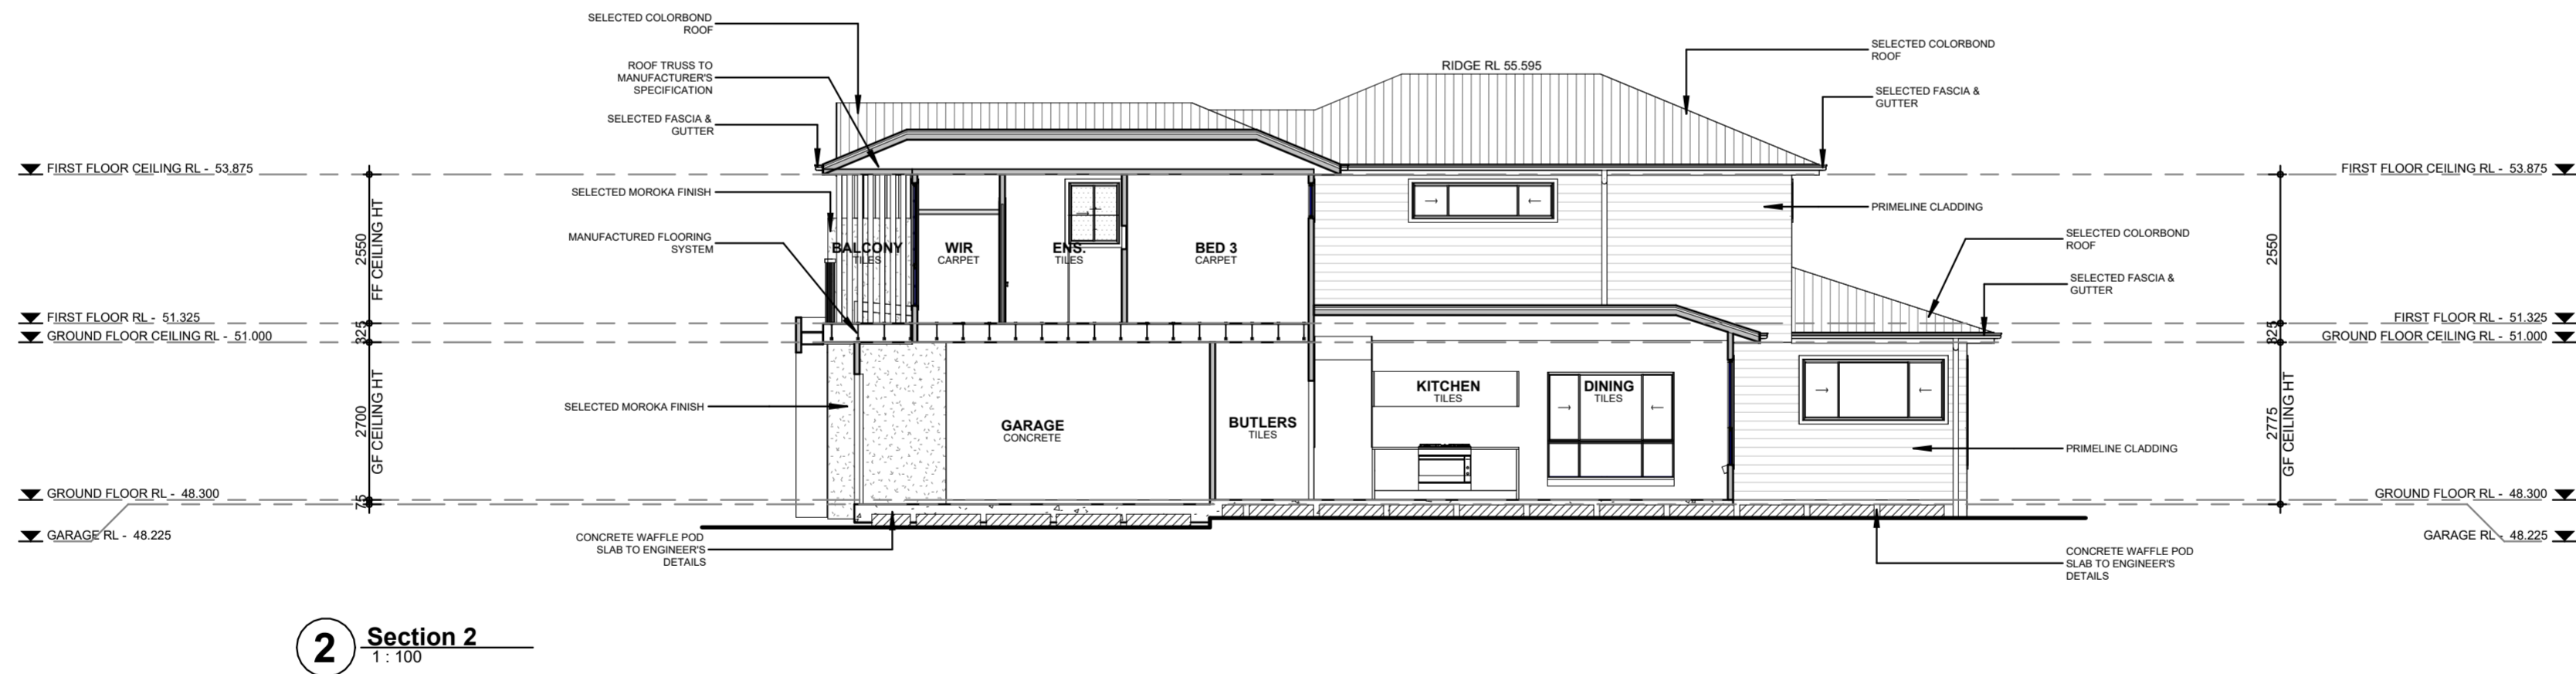 SELECTED COLORBOND
ROOF
ROOF TRUSS TO
MANUFACTURER'S
SPECIFICATION
SELECTED FASCIA &
GUTTER
RIDGE RL 55.595
SELECTED COLORBOND
ROOF
SELECTED FASCIA &
GUTTER
FIRST FLOOR CEILING RL - 53.875
FIRST FLOOR CEILING RL - 53.875
SELECTED MOROKA FINISH
MANUFACTURED FLOORING
SYSTEM
2550
FF CEILING HT
BALCONY
TILES
WIR
CARPET
ENS.
TILES
BED 3
CARPET
PRIMELINE CLADDING
SELECTED COLORBOND
ROOF
SELECTED FASCIA &
GUTTER
2550
FIRST FLOOR RL - 51.325
GROUND FLOOR CEILING RL - 51.000
325
FIRST FLOOR RL - 51.325
GROUND FLOOR CEILING RL - 51.000
325
2700
GF CEILING HT
SELECTED MOROKA FINISH
GARAGE
CONCRETE
BUTLERS
TILES
KITCHEN
TILES
DINING
TILES
PRIMELINE CLADDING
2775
GF CEILING HT
GROUND FLOOR RL - 48.300
75
GARAGE RL - 48.225
GROUND FLOOR RL - 48.300
GARAGE RL - 48.225
CONCRETE WAFFLE POD
SLAB TO ENGINEER'S
DETAILS
CONCRETE WAFFLE POD
SLAB TO ENGINEER'S
DETAILS
2
Section 2
1 : 100